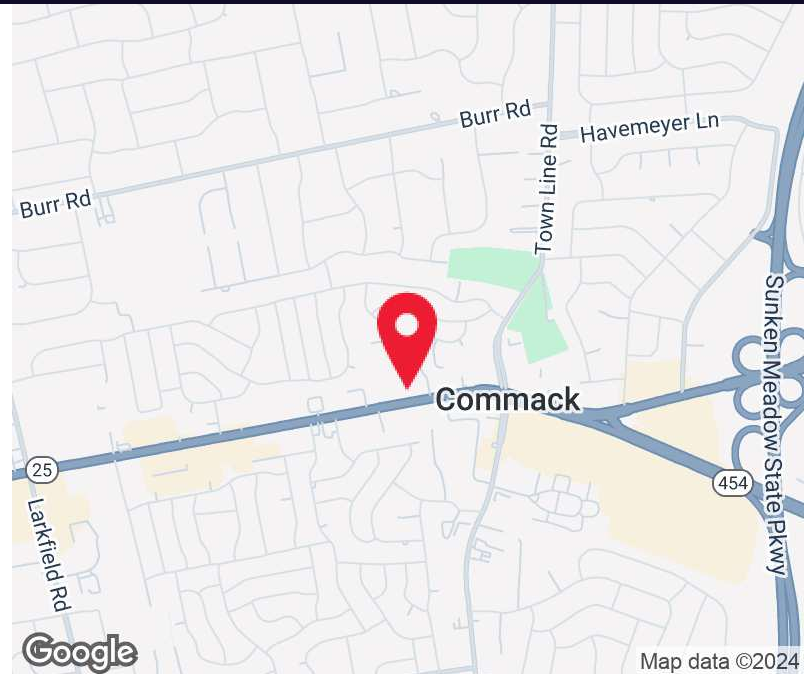 Burr Rd
Havemeyer Ln
Town Line Rd
Burr Rd
Sunken Meadow State Pkwy
Commack
25
454
Larkfield Rd
Google
Map data ©2024